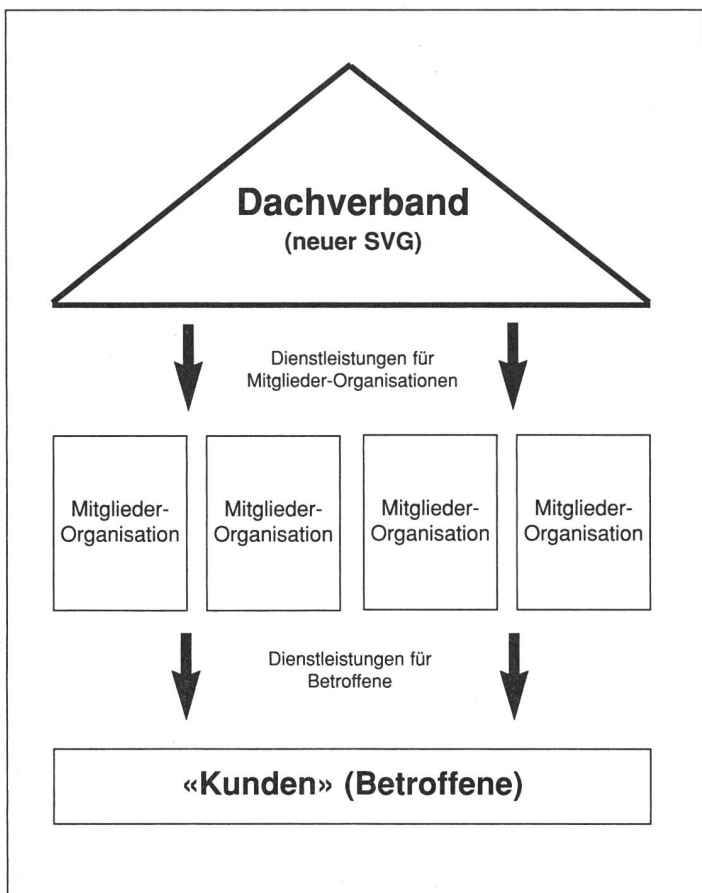 Dachverband
(neuer SVG)
Dienstleistungen für
Mitglieder-Organisationen
Mitglieder-
Organisation
Mitglieder-
Organisation
Mitglieder-
Organisation
Mitglieder-
Organisation
Dienstleistungen für
Betroffene
«Kunden» (Betroffene)